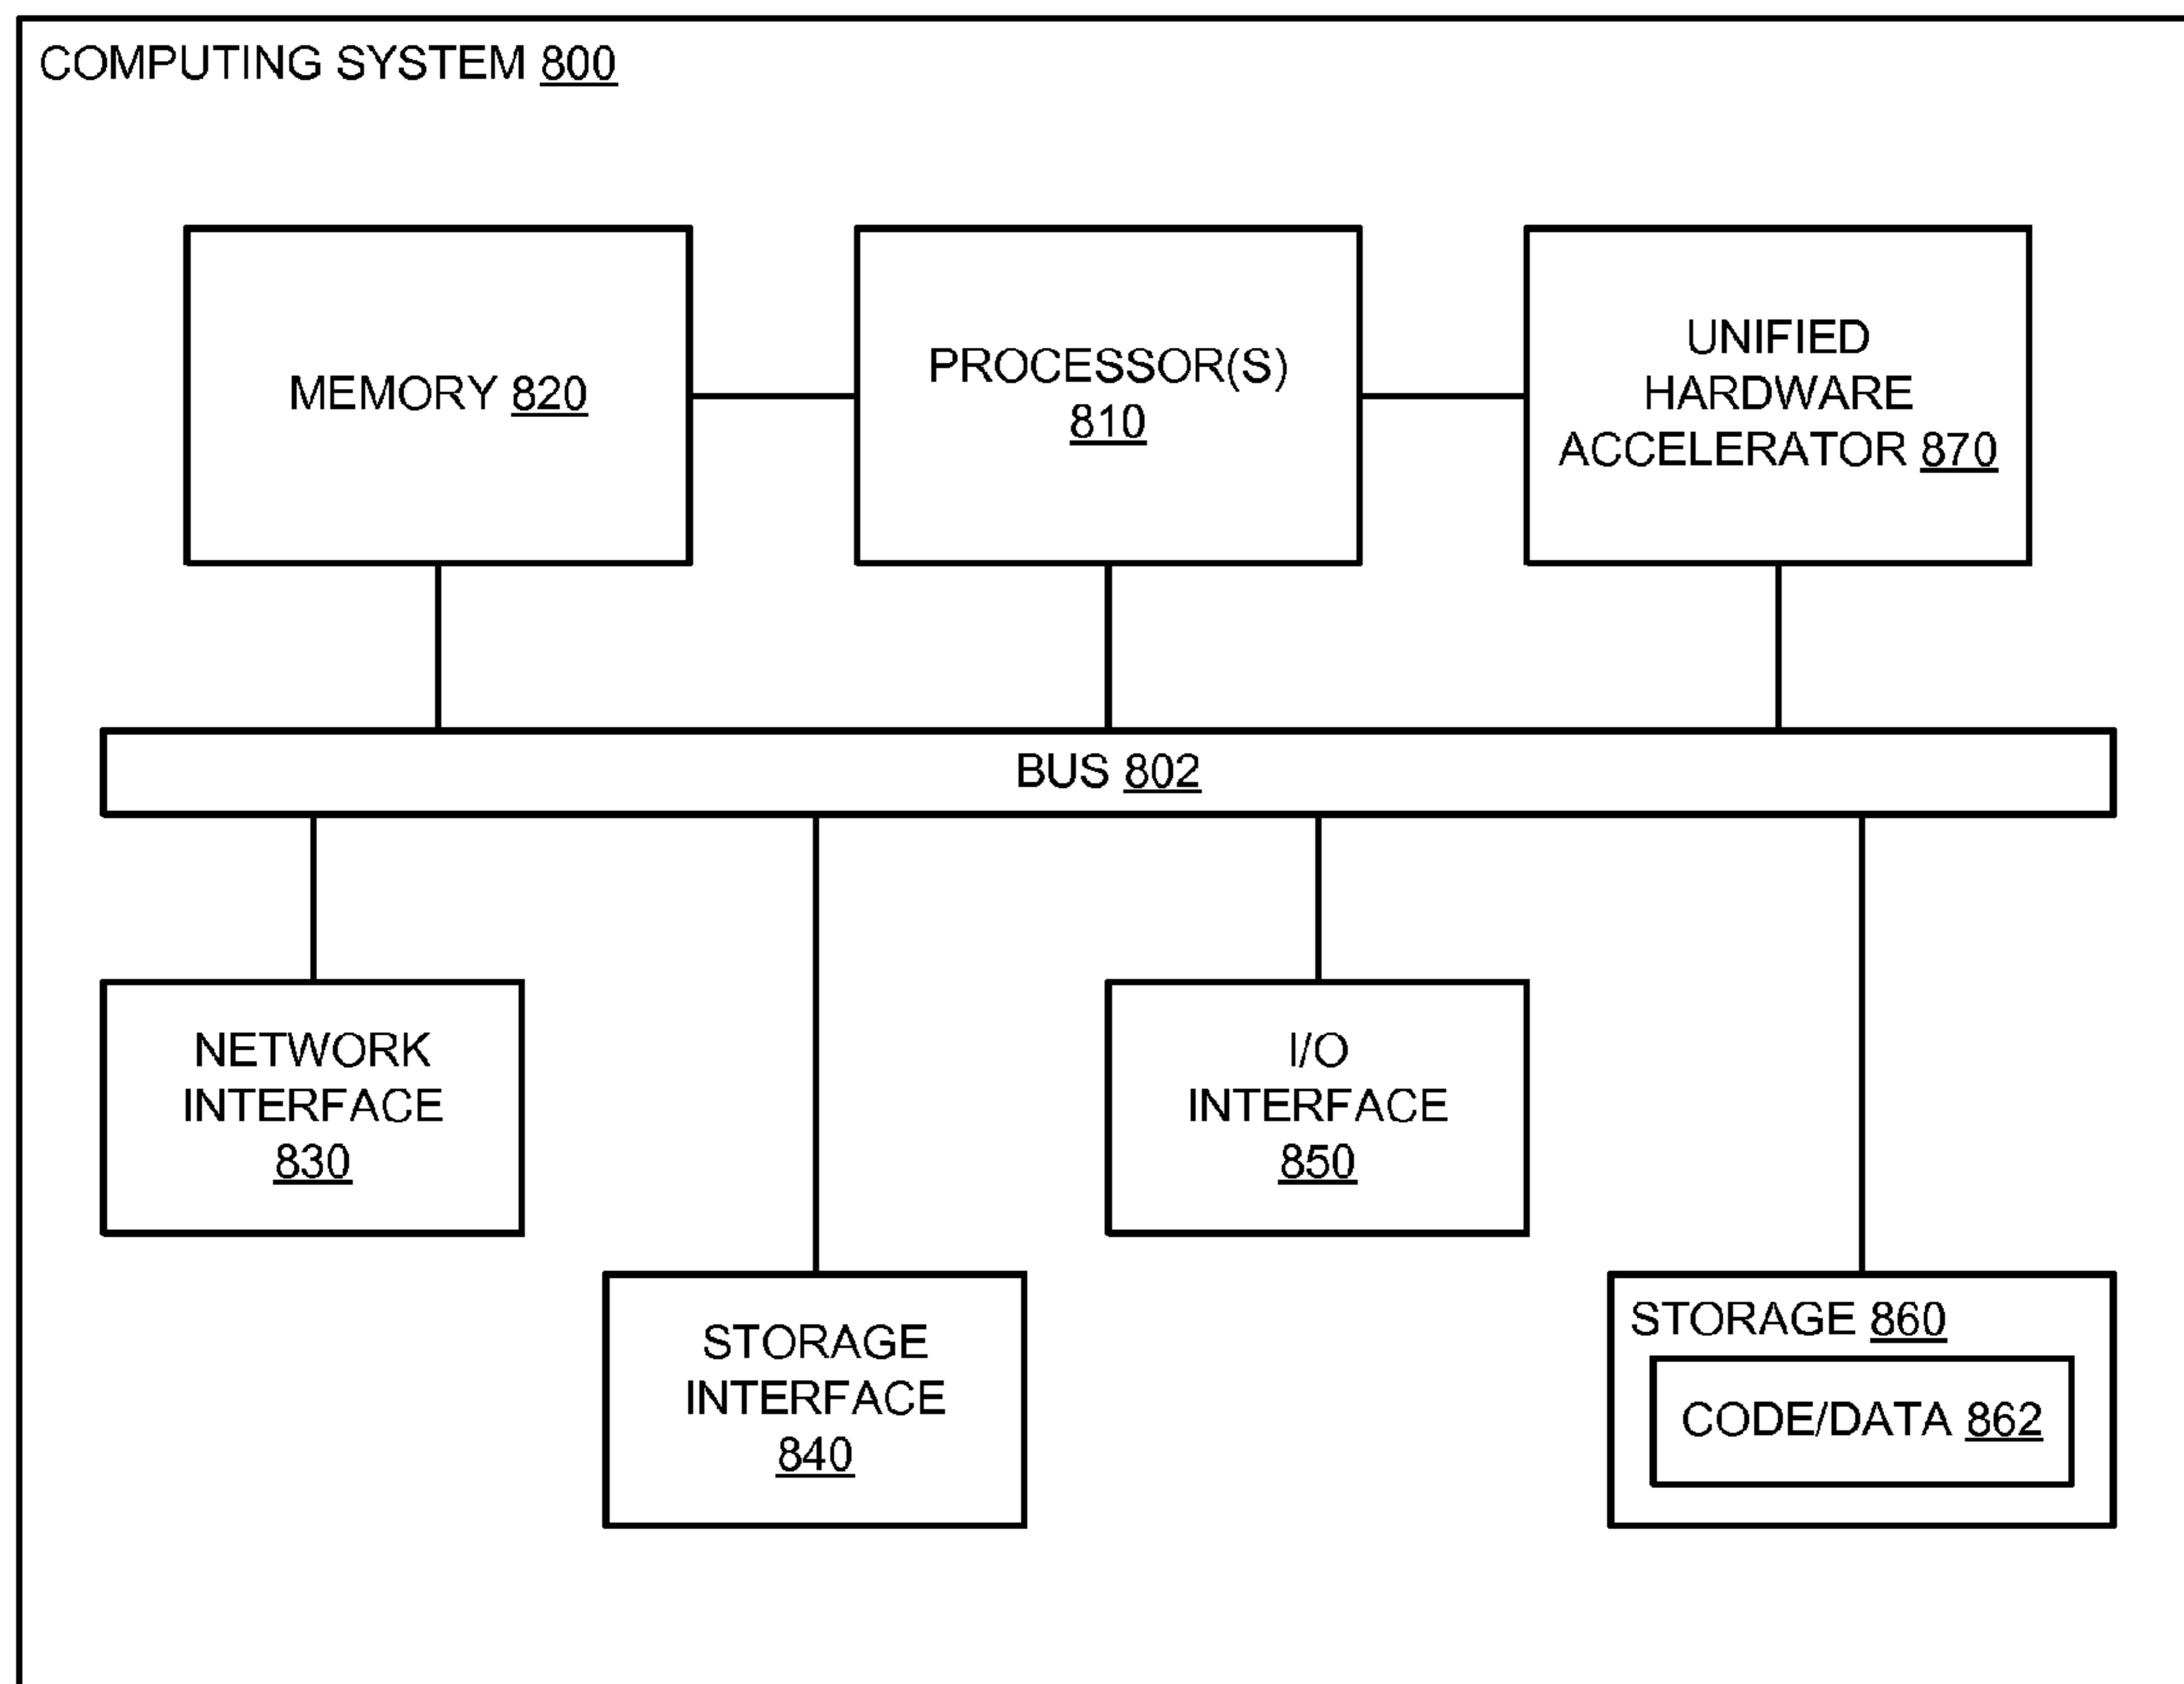 COMPUTING SYSTEM 800
MEMORY 820
PROCESSOR(S)
810
UNIFIED
HARDWARE
ACCELERATOR 870
BUS 802
NETWORK
INTERFACE
830
I/O
INTERFACE
850
STORAGE
INTERFACE
840
STORAGE 860
CODE/DATA 862